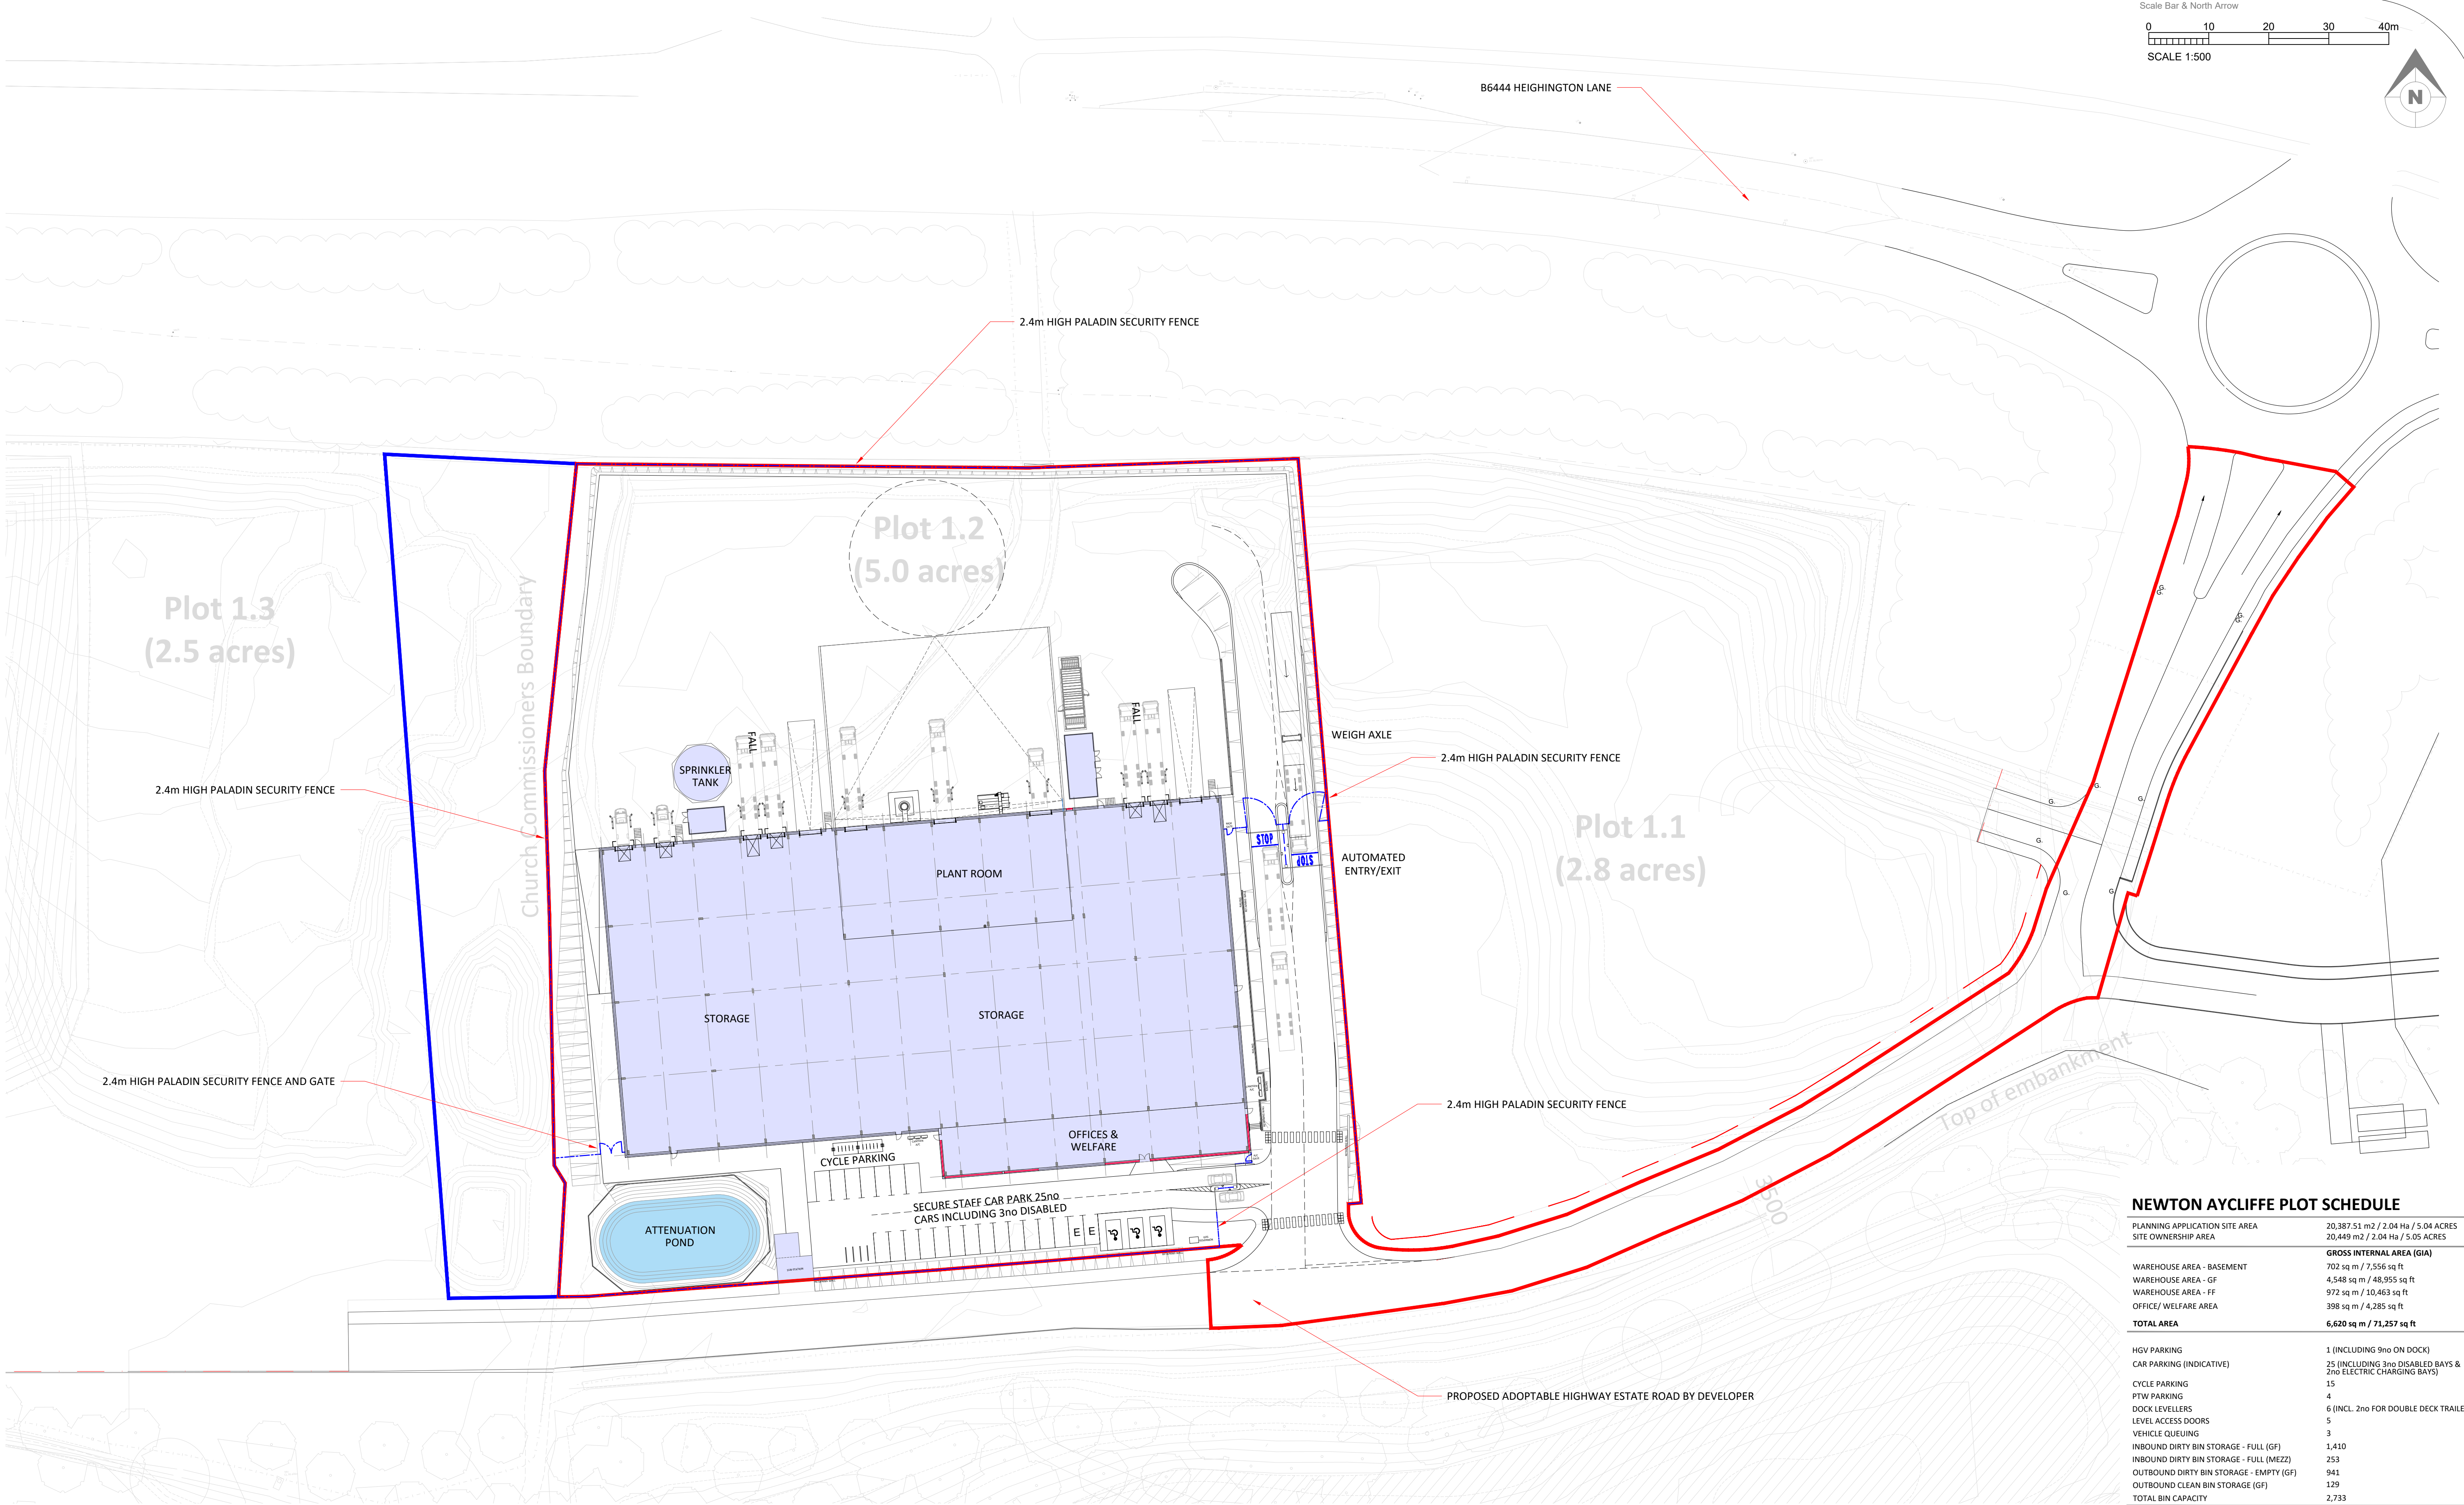 Scale Bar & North Arrow
0 10 20 30 40m
SCALE 1:500
N
B6444 HEIGHINGTON LANE
2.4m HIGH PALADIN SECURITY FENCE
Plot 1.2
(5.0 acres)
Plot 1.3
(2.5 acres)
Church Commissioners Boundary
FALL
FALL
SPRINKLER
TANK
WEIGH AXLE
2.4m HIGH PALADIN SECURITY FENCE
2.4m HIGH PALADIN SECURITY FENCE
Plot 1.1
(2.8 acres)
STOP
STOP
AUTOMATED
ENTRY/EXIT
PLANT ROOM
G.
G.
G.
G.
G.
G.
G.
G.
G.
G.
STORAGE
STORAGE
2.4m HIGH PALADIN SECURITY FENCE AND GATE
2.4m HIGH PALADIN SECURITY FENCE
Top of embankment
OFFICES &
WELFARE
CYCLE PARKING
3500
SECURE STAFF CAR PARK 25no
CARS INCLUDING 3no DISABLED
E E
ATTENUATION
POND
PROPOSED ADOPTABLE HIGHWAY ESTATE ROAD BY DEVELOPER
NEWTON AYCLIFFE PLOT SCHEDULE
PLANNING APPLICATION SITE AREA 20,387.51 m2 / 2.04 Ha / 5.04 ACRES
SITE OWNERSHIP AREA 20,449 m2 / 2.04 Ha / 5.05 ACRES
GROSS INTERNAL AREA (GIA)
WAREHOUSE AREA - BASEMENT 702 sq m / 7,556 sq ft
WAREHOUSE AREA - GF 4,548 sq m / 48,955 sq ft
WAREHOUSE AREA - FF 972 sq m / 10,463 sq ft
OFFICE/ WELFARE AREA 398 sq m / 4,285 sq ft
TOTAL AREA 6,620 sq m / 71,257 sq ft
HGV PARKING 1 (INCLUDING 9no ON DOCK)
CAR PARKING (INDICATIVE) 25 (INCLUDING 3no DISABLED BAYS &
2no ELECTRIC CHARGING BAYS)
CYCLE PARKING 15
PTW PARKING 4
DOCK LEVELLERS 6 (INCL. 2no FOR DOUBLE DECK TRAILE
LEVEL ACCESS DOORS 5
VEHICLE QUEUING 3
INBOUND DIRTY BIN STORAGE - FULL (GF) 1,410
INBOUND DIRTY BIN STORAGE - FULL (MEZZ) 253
OUTBOUND DIRTY BIN STORAGE - EMPTY (GF) 941
OUTBOUND CLEAN BIN STORAGE (GF) 129
TOTAL BIN CAPACITY 2,733